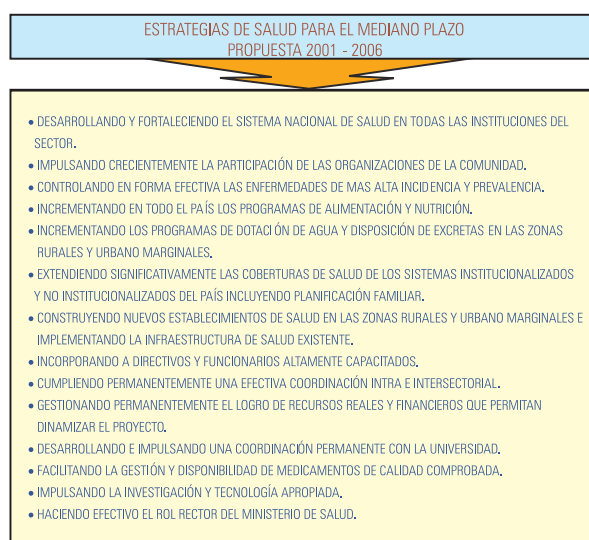 ESTRATEGIAS DE SALUD PARA EL MEDIANO PLAZO
PROPUESTA 2001 - 2006
• DESARROLLANDO Y FORTALECIENDO EL SISTEMA NACIONAL DE SALUD EN TODAS LAS INSTITUCIONES DEL
SECTOR.
• IMPULSANDO CRECIENTEMENTE LA PARTICIPACIÓN DE LAS ORGANIZACIONES DE LA COMUNIDAD.
• CONTROLANDO EN FORMA EFECTIVA LAS ENFERMEDADES DE MAS ALTA INCIDENCIA Y PREVALENCIA.
• INCREMENTANDO EN TODO EL PAÍS LOS PROGRAMAS DE ALIMENTACIÓN Y NUTRICIÓN.
• INCREMENTANDO LOS PROGRAMAS DE DOTACIÓN DE AGUA Y DISPOSICIÓN DE EXCRETAS EN LAS ZONAS
RURALES Y URBANO MARGINALES.
• EXTENDIENDO SIGNIFICATIVAMENTE LAS COBERTURAS DE SALUD DE LOS SISTEMAS INSTITUCIONALIZADOS
Y NO INSTITUCIONALIZADOS DEL PAÍS INCLUYENDO PLANIFICACIÓN FAMILIAR.
• CONSTRUYENDO NUEVOS ESTABLECIMIENTOS DE SALUD EN LAS ZONAS RURALES Y URBANO MARGINALES E
IMPLEMENTANDO LA INFRAESTRUCTURA DE SALUD EXISTENTE.
• INCORPORANDO A DIRECTIVOS Y FUNCIONARIOS ALTAMENTE CAPACITADOS.
• CUMPLIENDO PERMANENTEMENTE UNA EFECTIVA COORDINACIÓN INTRA E INTERSECTORIAL.
• GESTIONANDO PERMANENTEMENTE EL LOGRO DE RECURSOS REALES Y FINANCIEROS QUE PERMITAN
DINAMIZAR EL PROYECTO.
• DESARROLLANDO E IMPULSANDO UNA COORDINACIÓN PERMANENTE CON LA UNIVERSIDAD.
• FACILITANDO LA GESTIÓN Y DISPONIBILIDAD DE MEDICAMENTOS DE CALIDAD COMPROBADA.
• IMPULSANDO LA INVESTIGACIÓN Y TECNOLOGÍA APROPIADA.
• HACIENDO EFECTIVO EL ROL RECTOR DEL MINISTERIO DE SALUD.